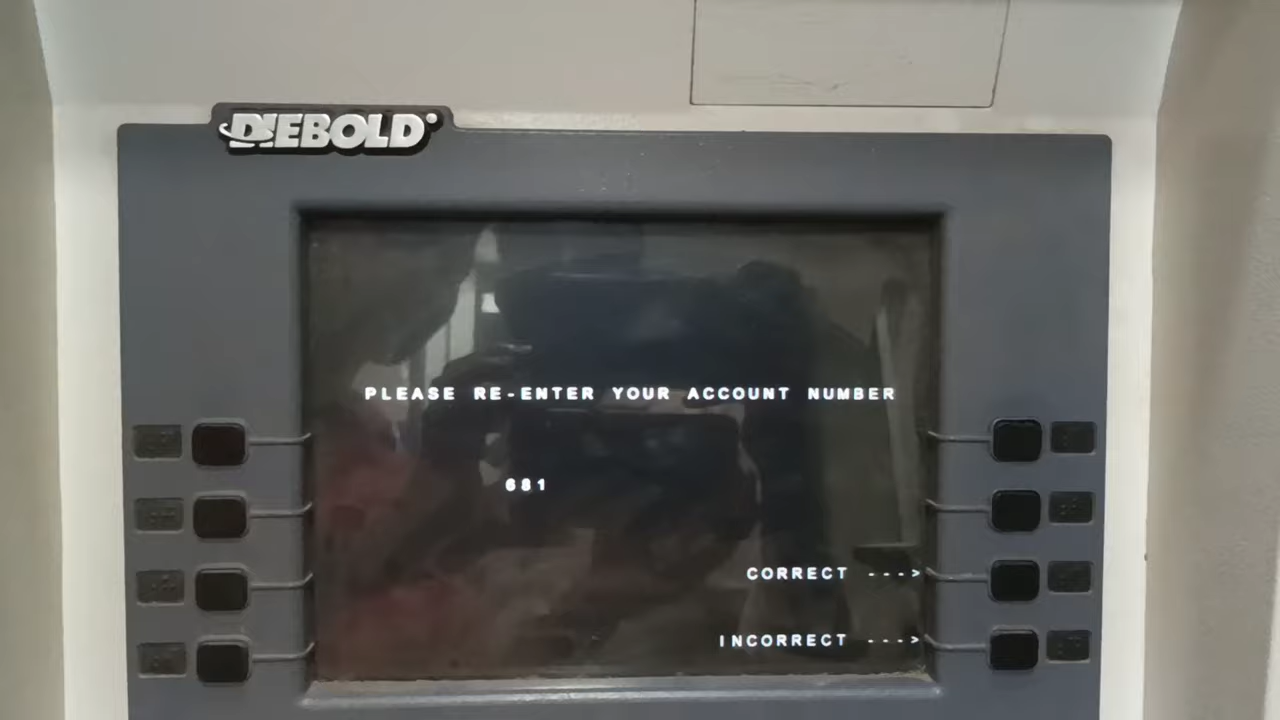 DIEBOLD
PLEASE RE-ENTER YOUR ACCOUNT NUMBER
681
CORRECT --->
INCORRECT --->